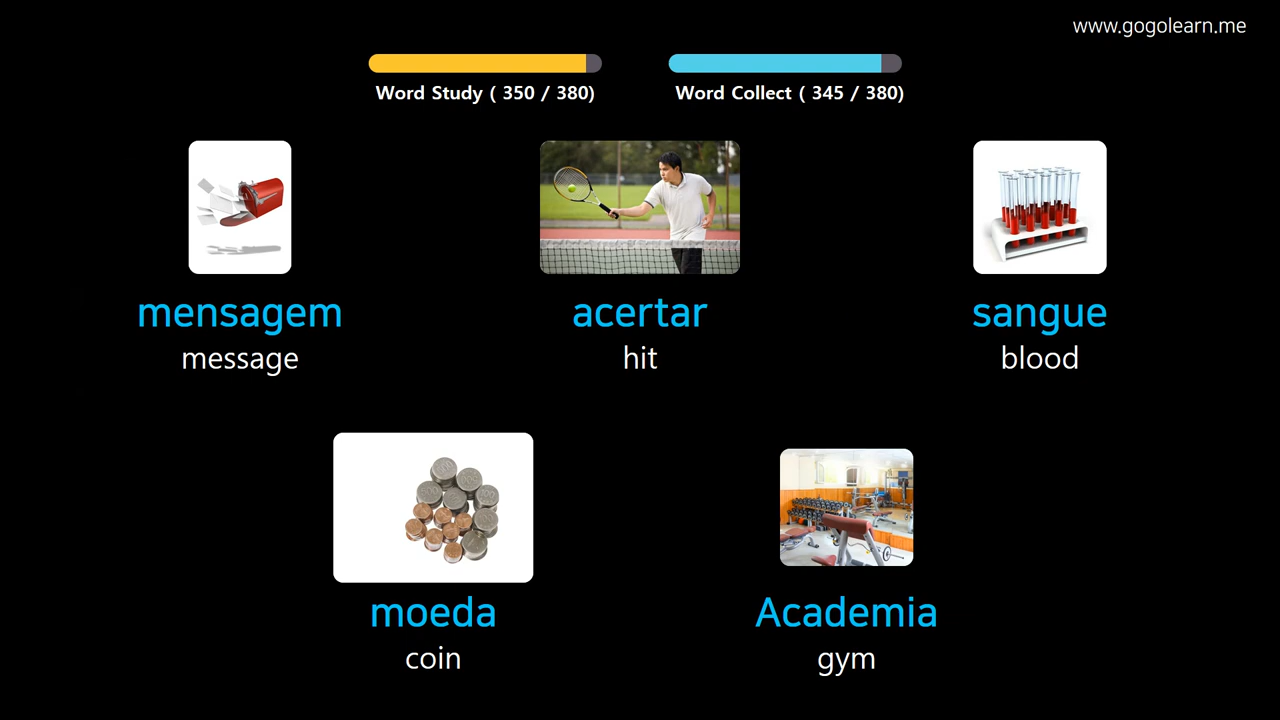 www.gogolearn.me
Word Study ( 350 / 380)
Word Collect ( 345 / 380)
mensagem
message
acertar
hit
sangue
blood
moeda
coin
Academia
gym